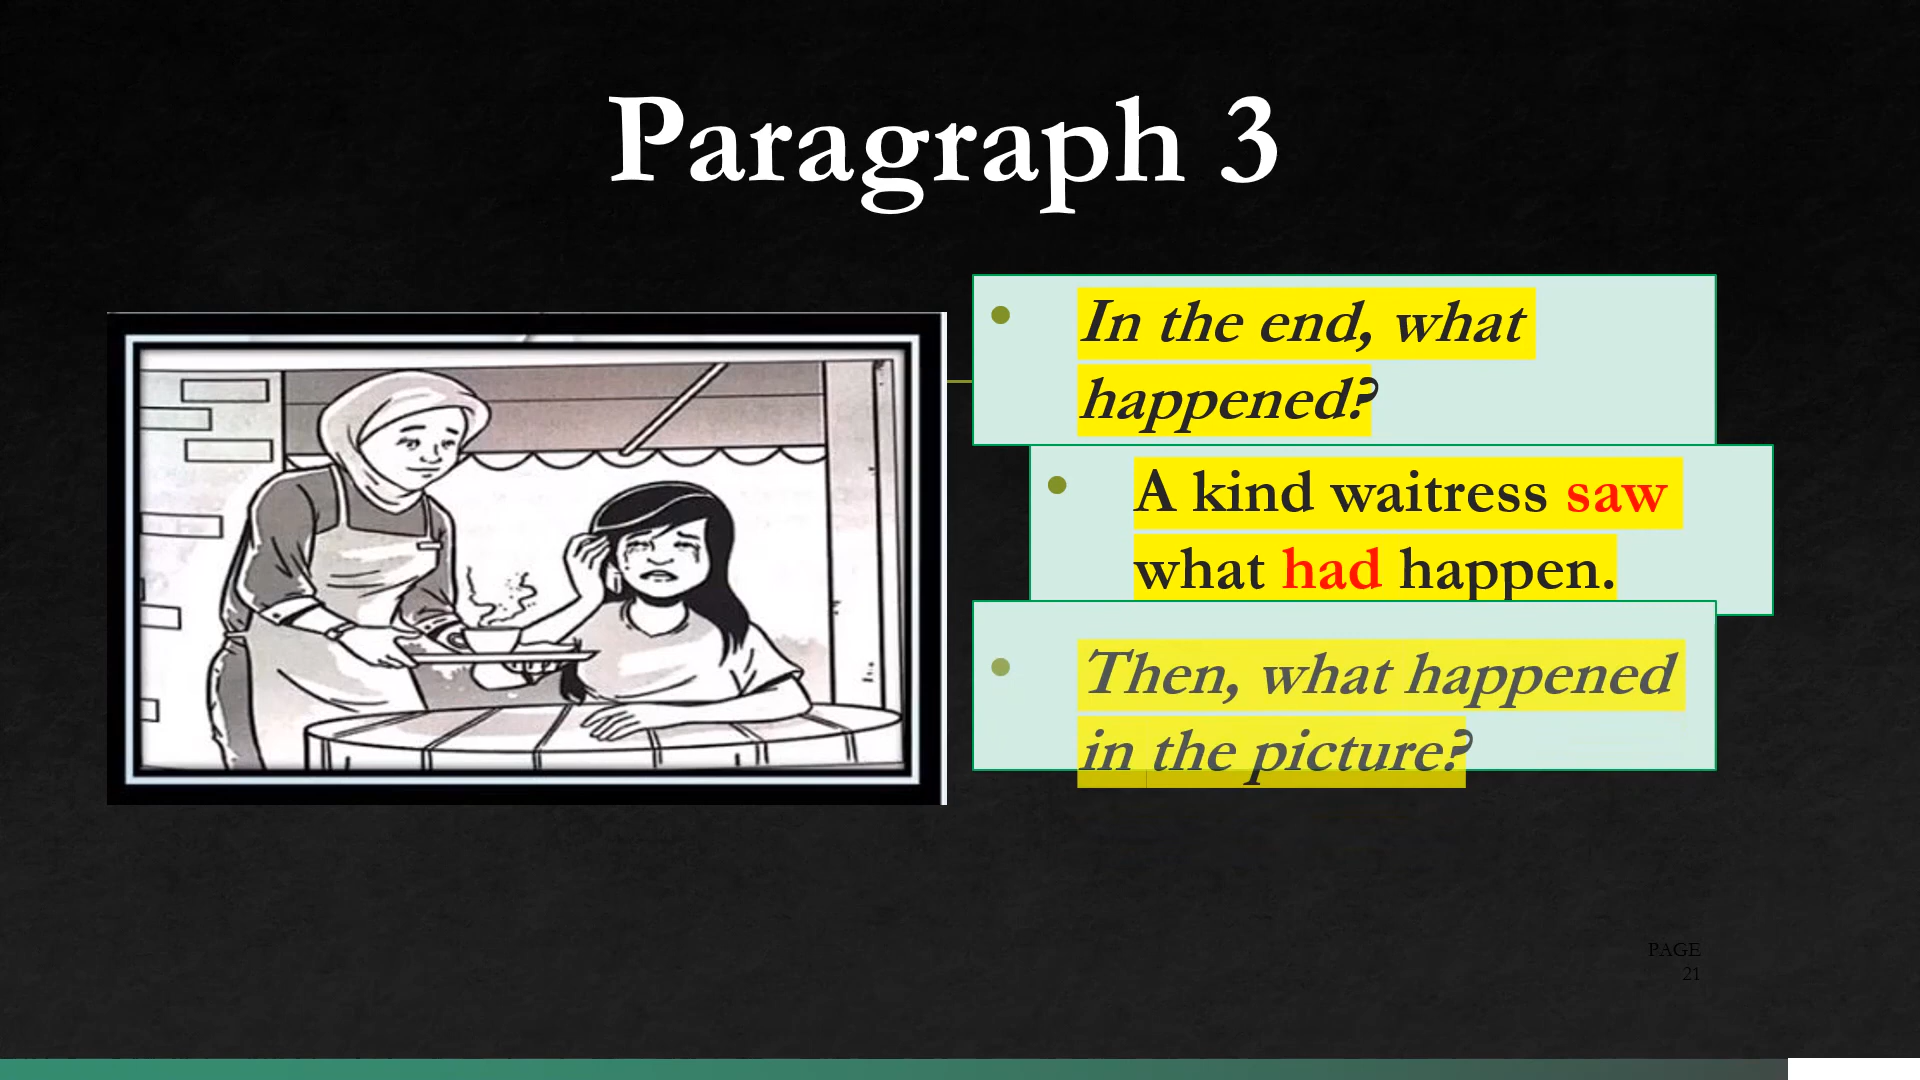 Paragraph 3
In the end, what
happened?
A kind waitress saw
what had happen.
Then, what happened
in the picture?
PAGE
21